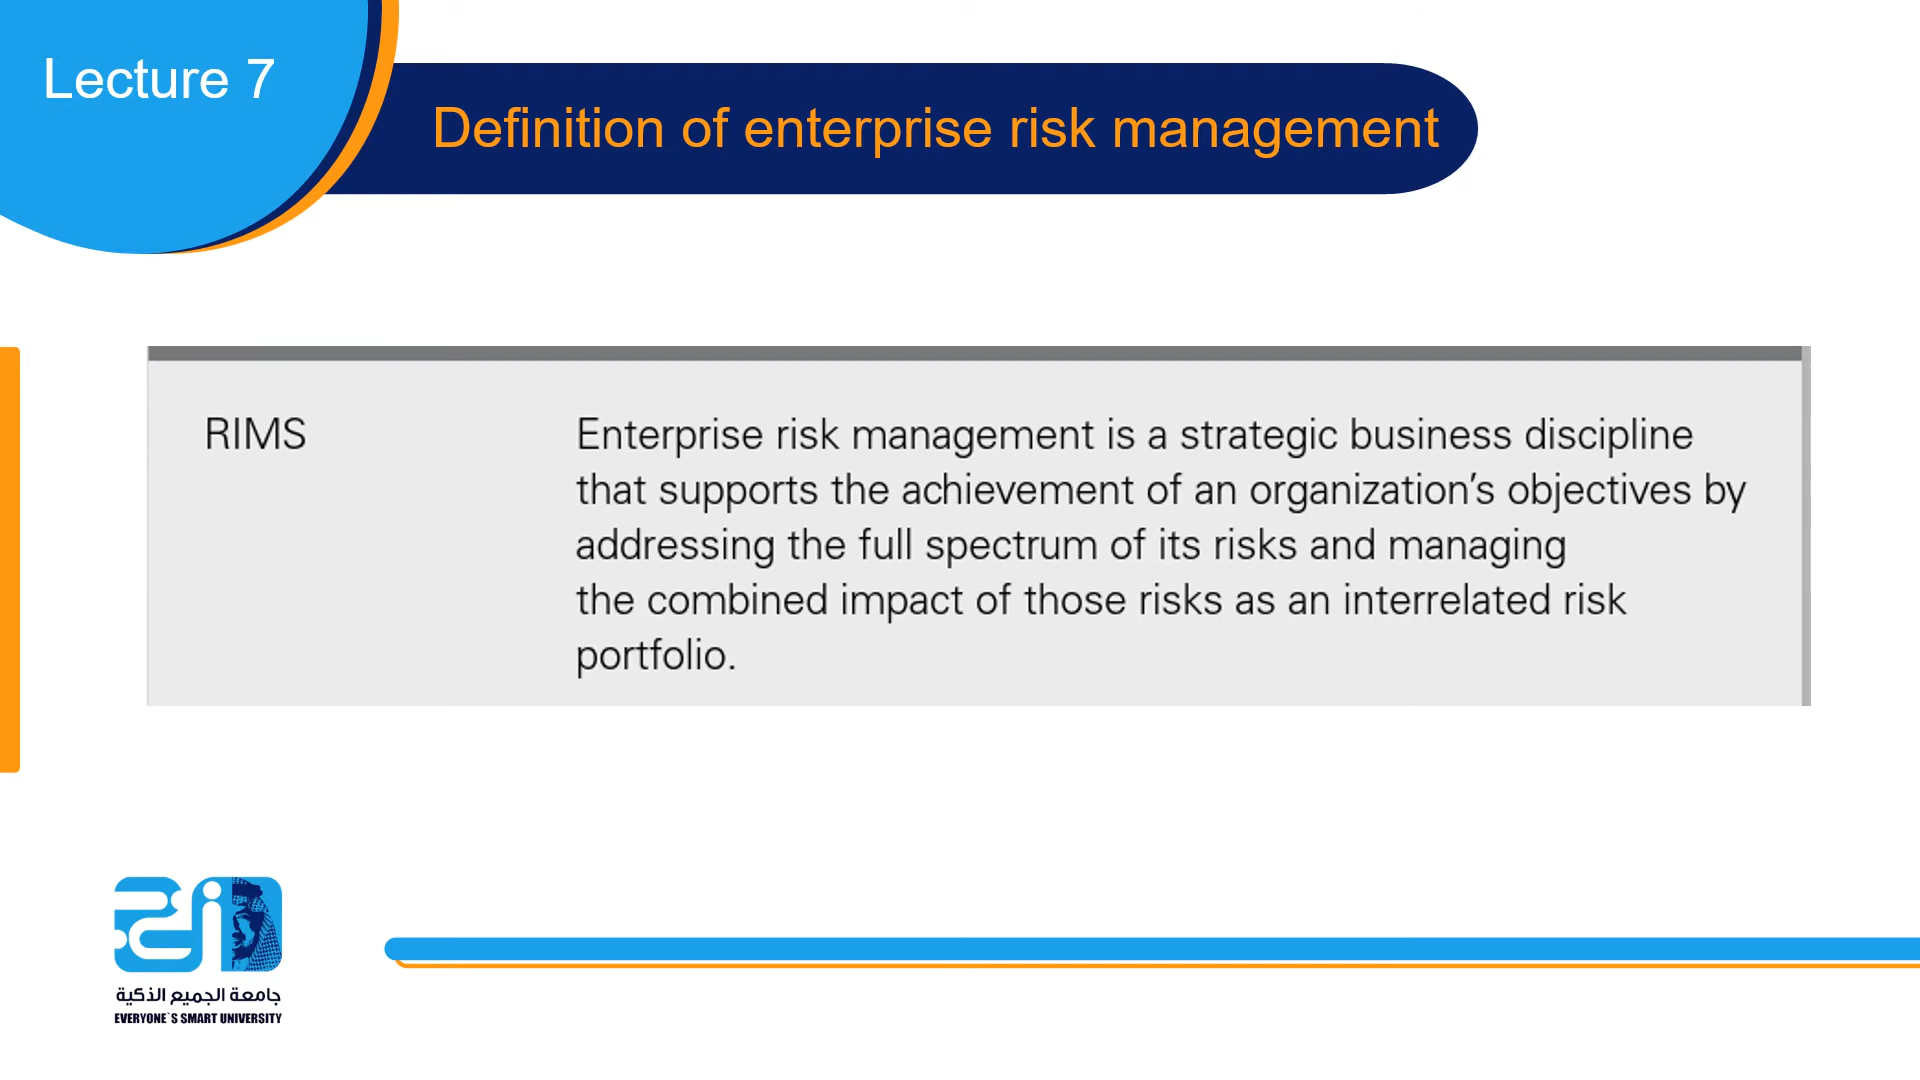 Lecture 7
Definition of enterprise risk management
RIMS
Enterprise risk management is a strategic business discipline
that supports the achievement of an organization’s objectives by
addressing the full spectrum of its risks and managing
the combined impact of those risks as an interrelated risk
portfolio.
جامعة الجميع الذكية
EVERYONE`S SMART UNIVERSITY